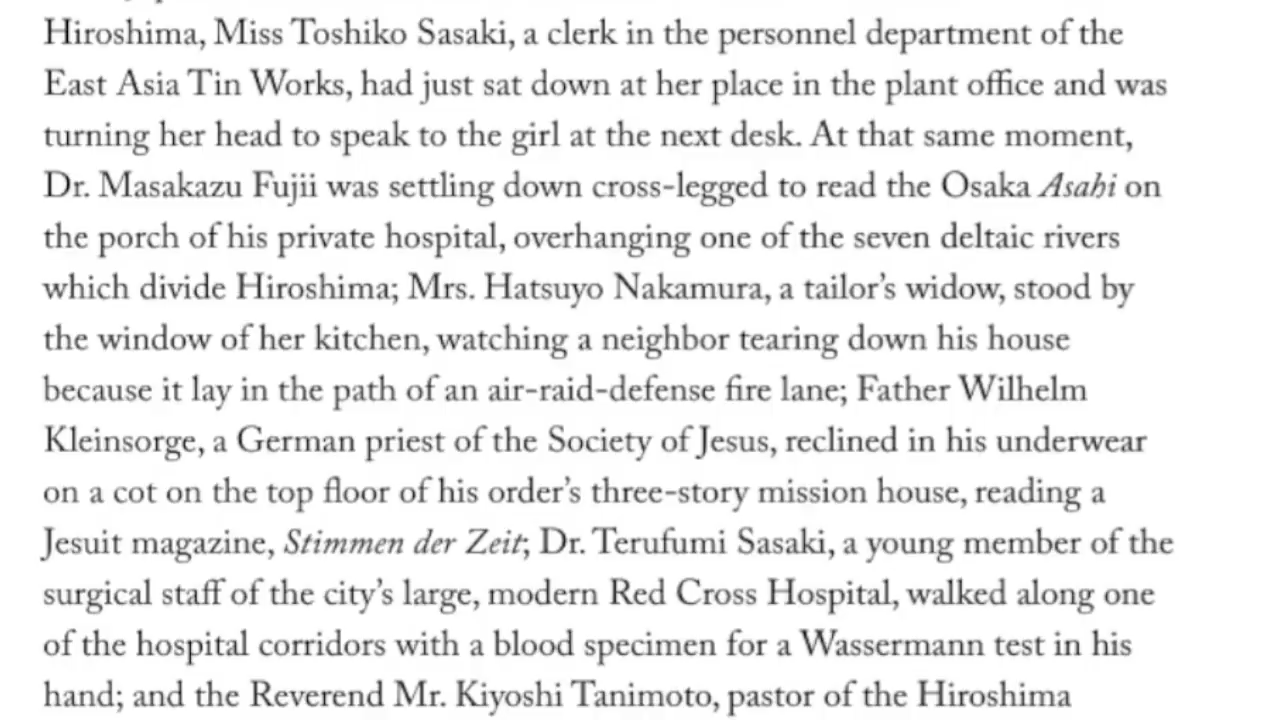 Hiroshima, Miss Toshiko Sasaki, a clerk in the personnel department of the
East Asia Tin Works, had just sat down at her place in the plant office and was
turning her head to speak to the girl at the next desk. At that same moment,
Dr. Masakazu Fujii was settling down cross-legged to read the Osaka Asahi on
the porch of his private hospital, overhanging one of the seven deltaic rivers
which divide Hiroshima; Mrs. Hatsuyo Nakamura, a tailor’s widow, stood by
the window of her kitchen, watching a neighbor tearing down his house
because it lay in the path of an air-raid-defense fire lane; Father Wilhelm
Kleinsorge, a German priest of the Society of Jesus, reclined in his underwear
on a cot on the top floor of his order’s three-story mission house, reading a
Jesuit magazine, Stimmen der Zeit; Dr. Terufumi Sasaki, a young member of the
surgical staff of the city’s large, modern Red Cross Hospital, walked along one
of the hospital corridors with a blood specimen for a Wassermann test in his
hand; and the Reverend Mr. Kiyoshi Tanimoto, pastor of the Hiroshima